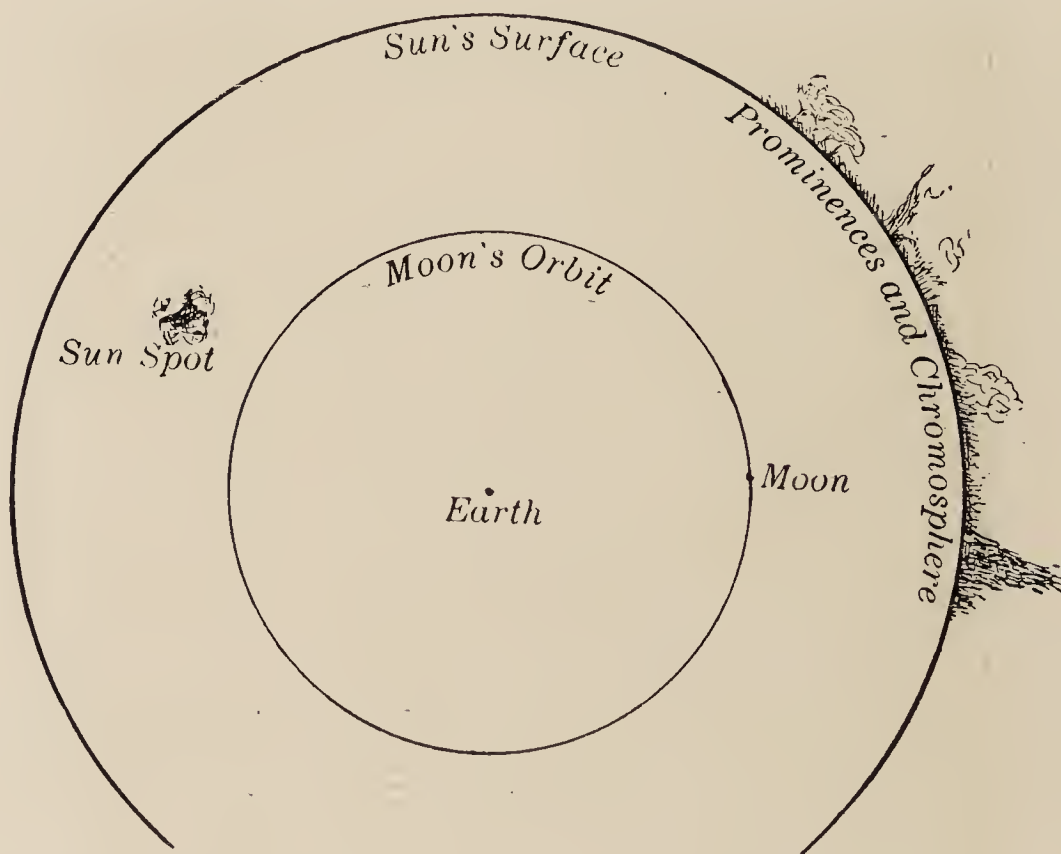 Sun's Surface
Prominences and Chromosphere
Moon's Orbit
Sun Spot
Moon
Earth